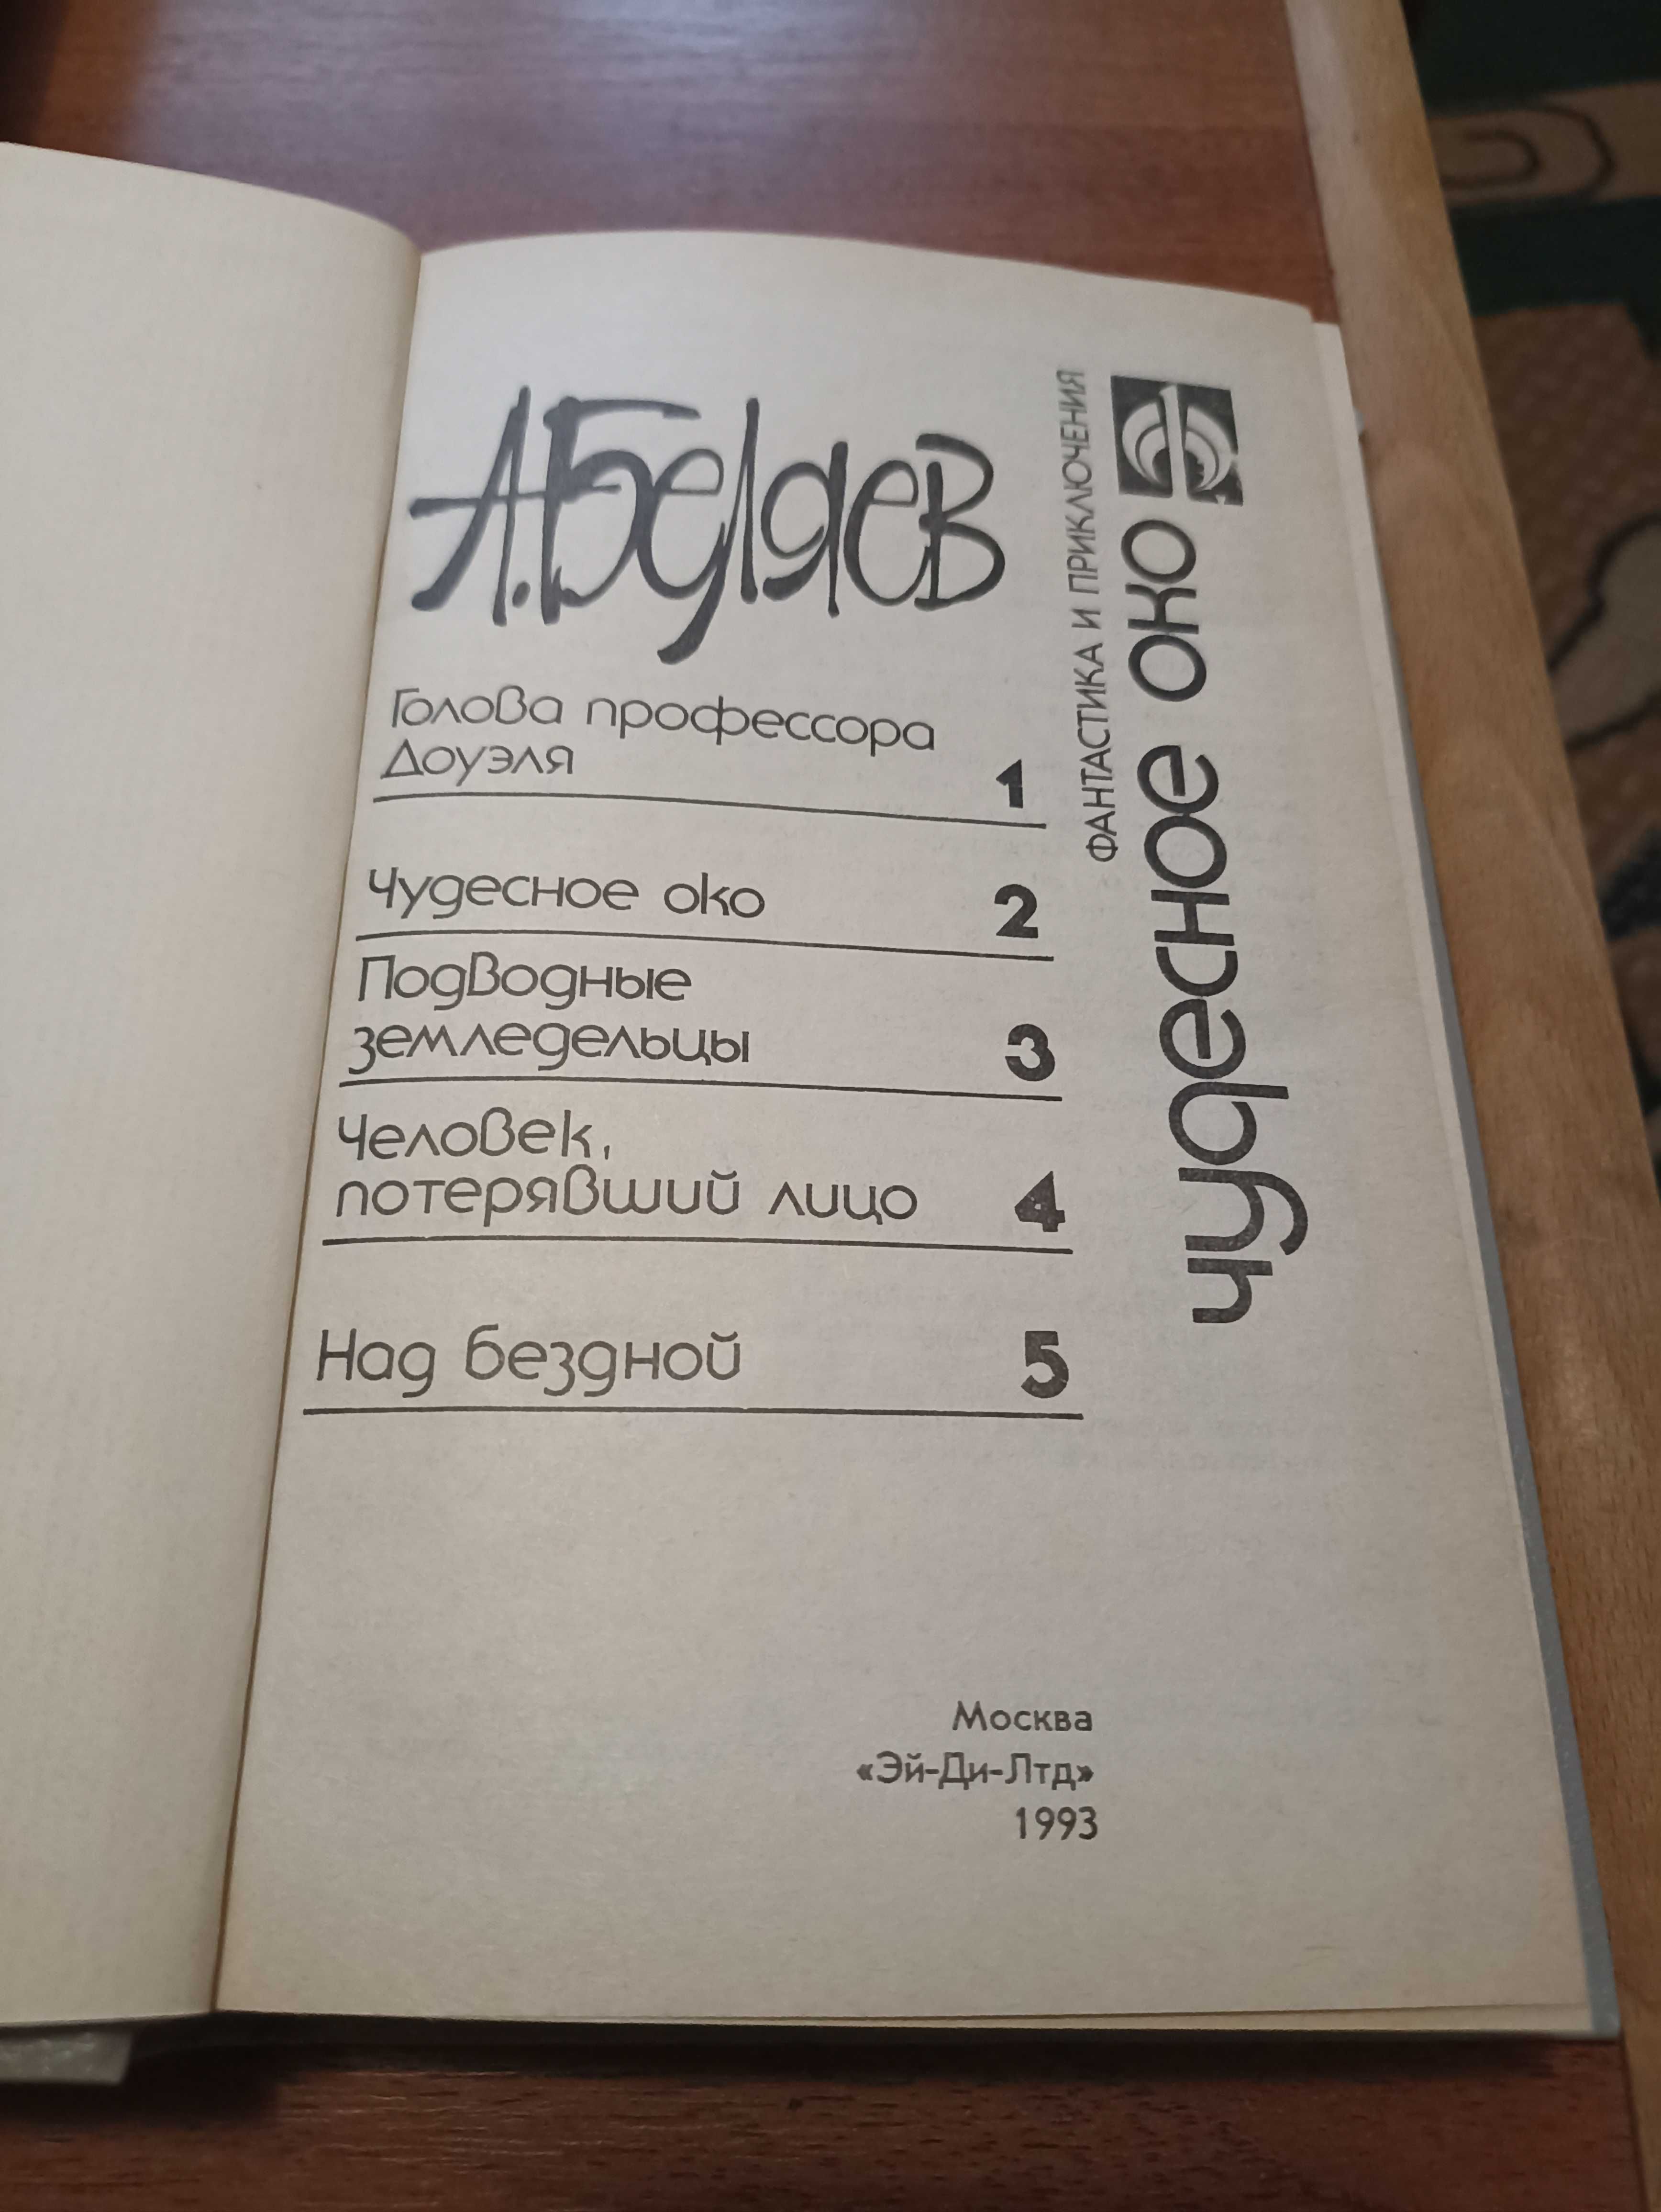 А. Беляев
Голова профессора
Доуэля
1
Чудесное око
2
Подводные
земледельцы
3
Человек,
потерявший лицо
4
Над бездной
5
ФАНТАСТИКА И ПРИКЛЮЧЕНИЯ
чудесное око
Москва
«Эй-Ди-Лтд»
1993